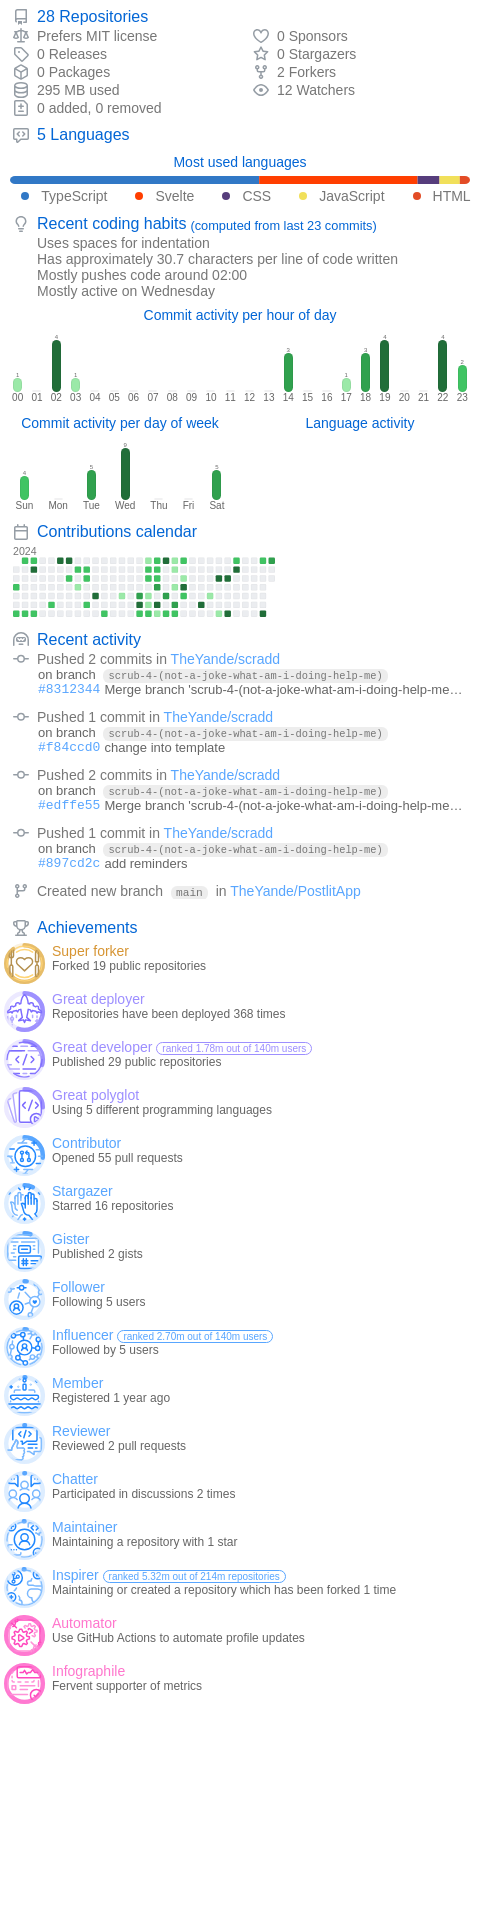 28 Repositories
Prefers MIT license
0 Sponsors
0 Releases
0 Stargazers
0 Packages
2 Forkers
295 MB used
12 Watchers
0 added, 0 removed
5 Languages
Most used languages
TypeScript Svelte CSS JavaScript HTML
Recent coding habits (computed from last 23 commits)
Uses spaces for indentation
Has approximately 30.7 characters per line of code written
Mostly pushes code around 02:00
Mostly active on Wednesday
Commit activity per hour of day
1 4 1 3 1 3 4 4 2
00 01 02 03 04 05 06 07 08 09 10 11 12 13 14 15 16 17 18 19 20 21 22 23
Commit activity per day of week
Language activity
4 5 9 5
Sun Mon Tue Wed Thu Fri Sat
Contributions calendar
2024
Recent activity
Pushed 2 commits in TheYande/scradd
on branch scrub-4-(not-a-joke-what-am-i-doing-help-me)
#8312344 Merge branch 'scrub-4-(not-a-joke-what-am-i-doing-help-me…
Pushed 1 commit in TheYande/scradd
on branch scrub-4-(not-a-joke-what-am-i-doing-help-me)
#f84ccd0 change into template
Pushed 2 commits in TheYande/scradd
on branch scrub-4-(not-a-joke-what-am-i-doing-help-me)
#edffe55 Merge branch 'scrub-4-(not-a-joke-what-am-i-doing-help-me…
Pushed 1 commit in TheYande/scradd
on branch scrub-4-(not-a-joke-what-am-i-doing-help-me)
#897cd2c add reminders
Created new branch main in TheYande/PostlitApp
Achievements
Super forker
Forked 19 public repositories
Great deployer
Repositories have been deployed 368 times
Great developer ranked 1.78m out of 140m users
Published 29 public repositories
Great polyglot
Using 5 different programming languages
Contributor
Opened 55 pull requests
Stargazer
Starred 16 repositories
Gister
Published 2 gists
Follower
Following 5 users
Influencer ranked 2.70m out of 140m users
Followed by 5 users
Member
Registered 1 year ago
Reviewer
Reviewed 2 pull requests
Chatter
Participated in discussions 2 times
Maintainer
Maintaining a repository with 1 star
Inspirer ranked 5.32m out of 214m repositories
Maintaining or created a repository which has been forked 1 time
Automator
Use GitHub Actions to automate profile updates
Infographile
Fervent supporter of metrics